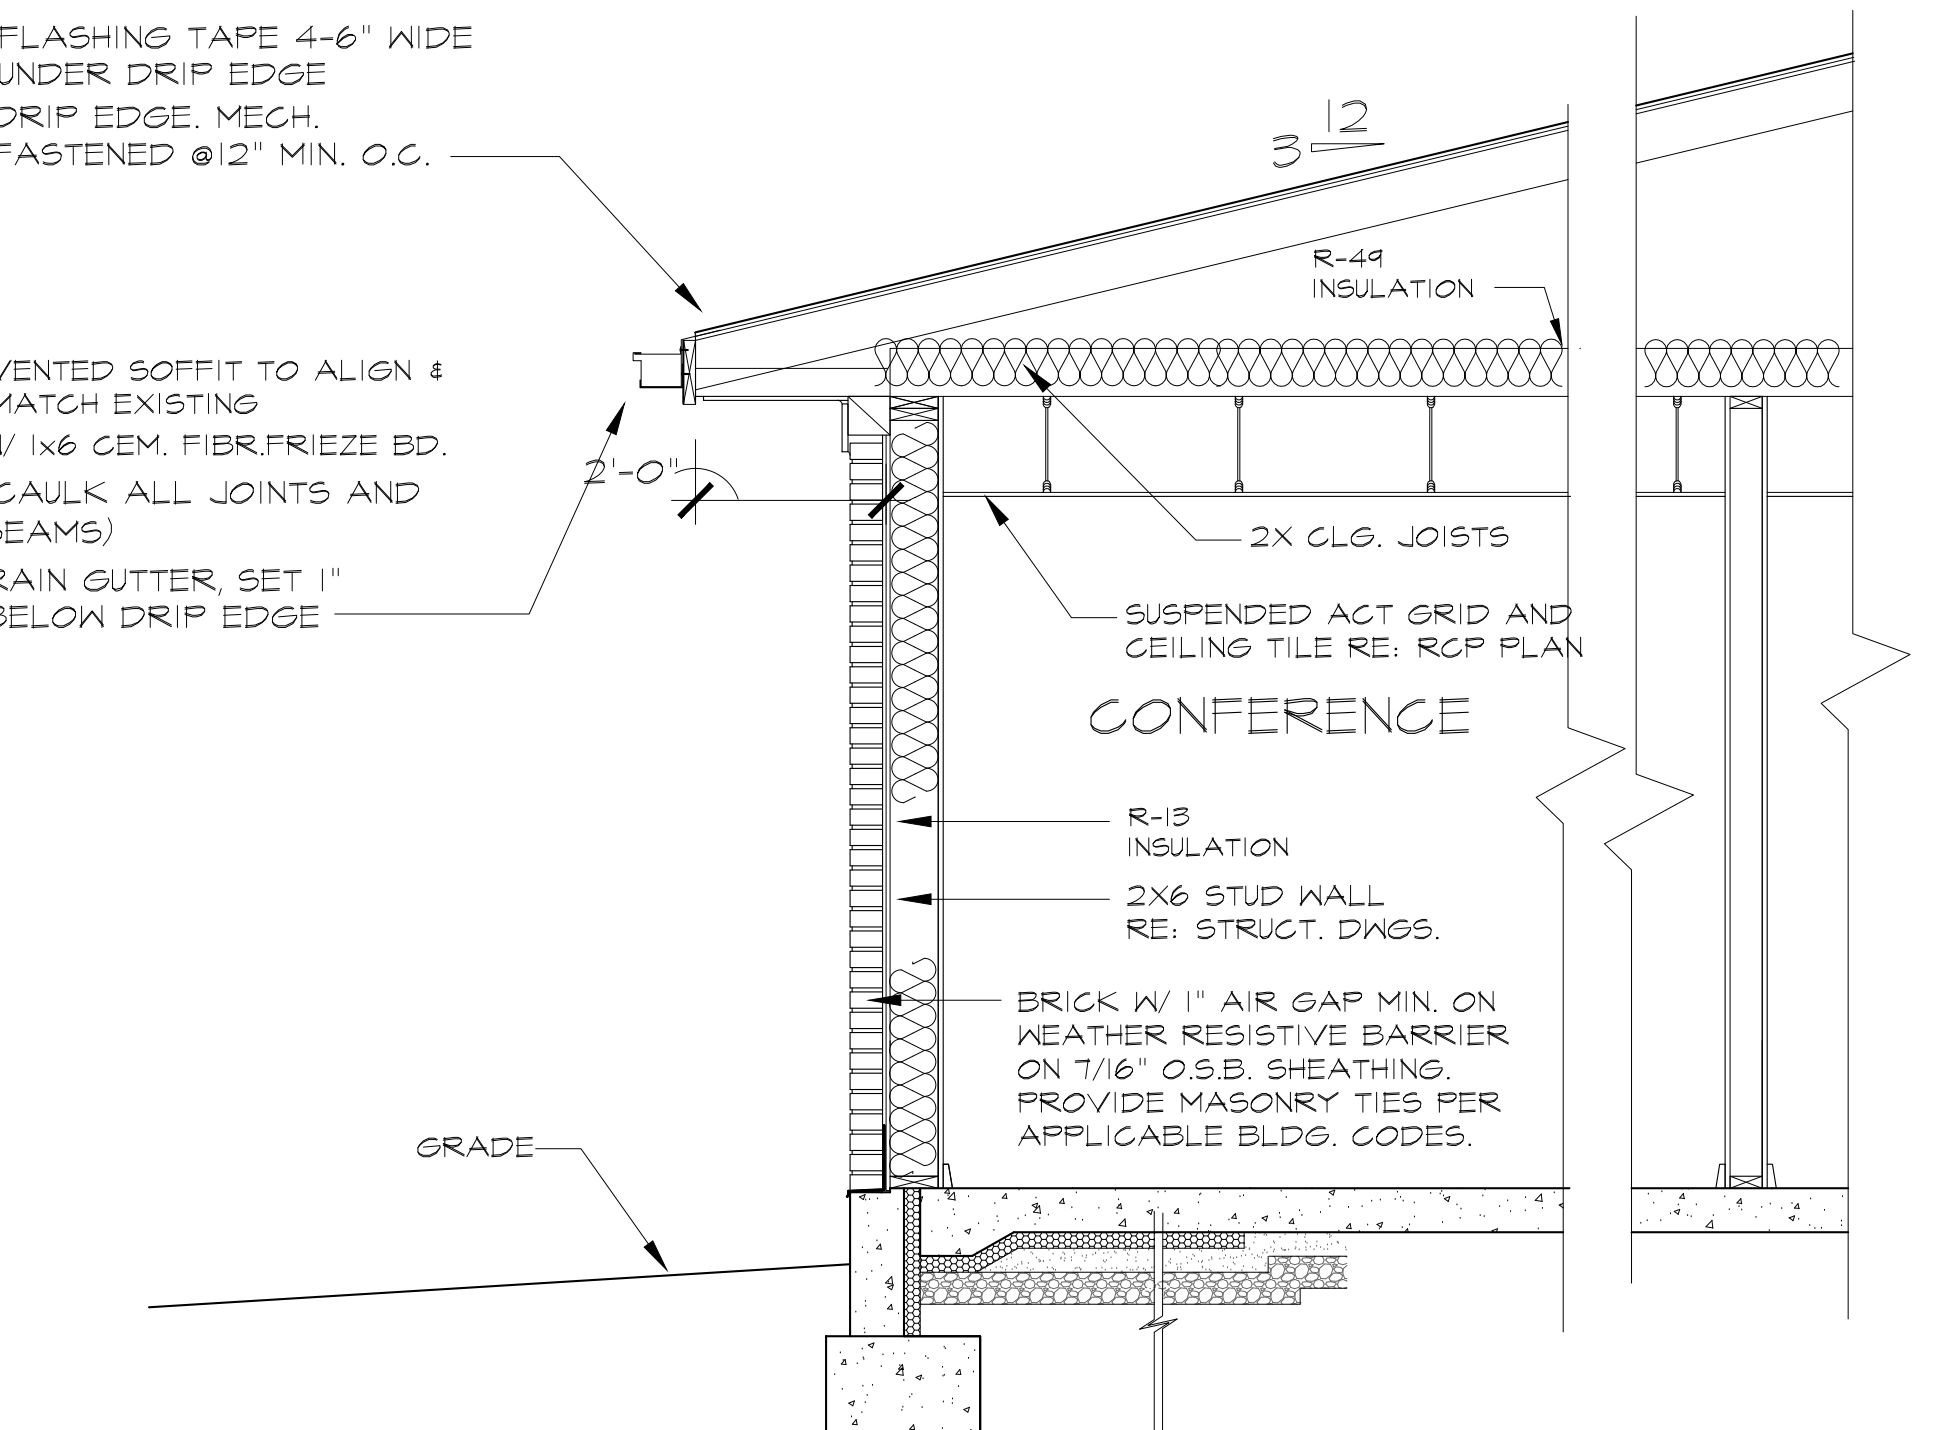 FLASHING TAPE 4-6" WIDE
UNDER DRIP EDGE
DRIP EDGE. MECH.
FASTENED @12" MIN. O.C.
12
3
R-49
INSULATION
VENTED SOFFIT TO ALIGN &
MATCH EXISTING
W/ 1x6 CEM. FIBR.FRIEZE BD.
CAULK ALL JOINTS AND
SEAMS)
RAIN GUTTER, SET 1"
BELOW DRIP EDGE
2'-0"
2X CLG. JOISTS
SUSPENDED ACT GRID AND
CEILING TILE RE: RCP PLAN
CONFERENCE
R-13
INSULATION
2X6 STUD WALL
RE: STRUCT. DWGS.
BRICK W/ 1" AIR GAP MIN. ON
WEATHER RESISTIVE BARRIER
ON 7/16" O.S.B. SHEATHING.
PROVIDE MASONRY TIES PER
APPLICABLE BLDG. CODES.
GRADE